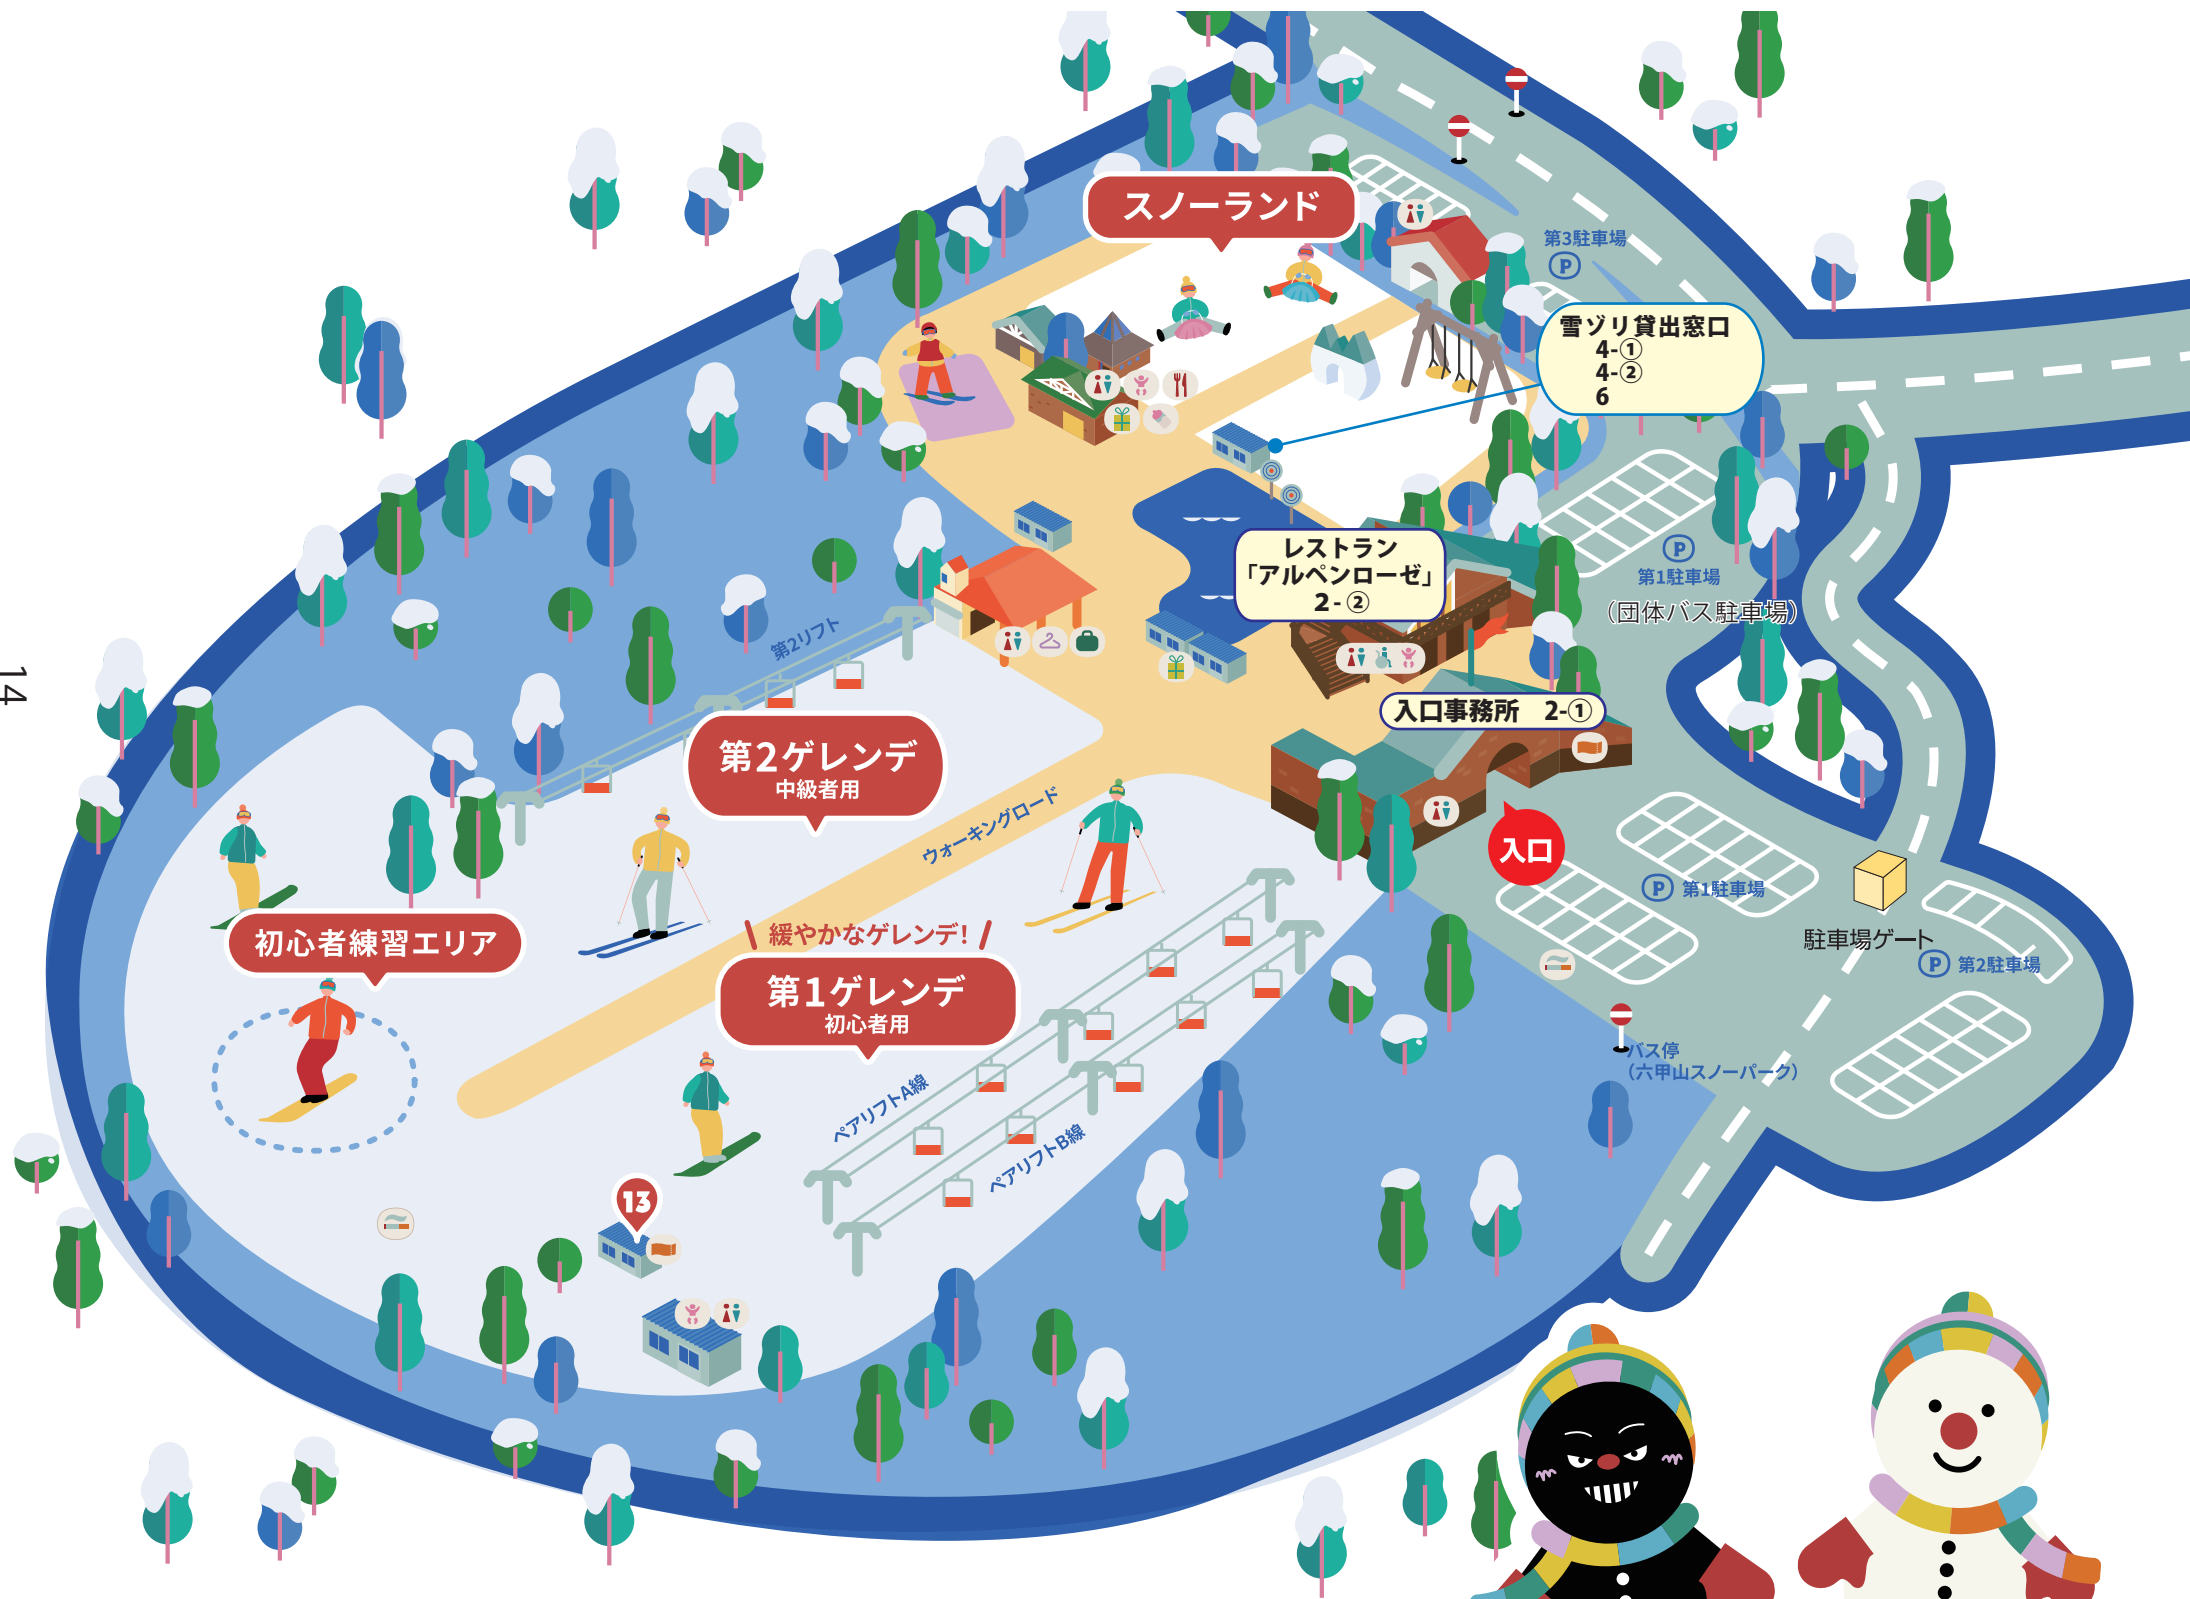 スノーランド
第3駐車場
P
雪ゾリ貸出窓口
4-①
4-②
6
レストラン
「アルペンローゼ」
2-②
P
第1駐車場
（団体バス駐車場）
第2リフト
入口事務所　2-①
第2ゲレンデ
中級者用
ウォーキングロード
入口
P 第1駐車場
駐車場ゲート
P 第2駐車場
初心者練習エリア
緩やかなゲレンデ!
第1ゲレンデ
初心者用
バス停
（六甲山スノーパーク）
ペアリフトA線
ペアリフトB線
13
14